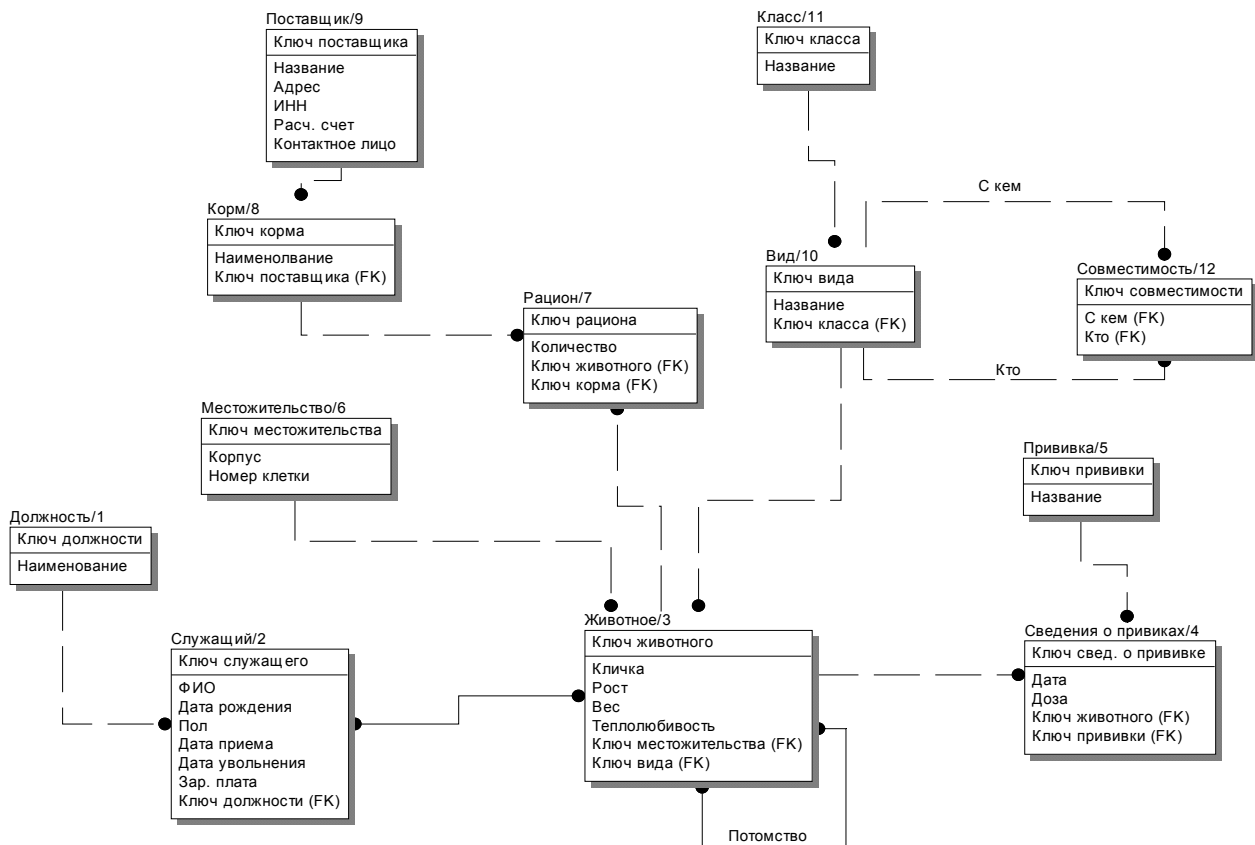 Поставщик/9
Ключ поставщика
Название
Адрес
ИНН
Расч. счет
Контактное лицо
Класс/11
Ключ класса
Название
Корм/8
Ключ корма
Наименолвание
Ключ поставщика (FK)
С кем
Вид/10
Ключ вида
Название
Ключ класса (FK)
Совместимость/12
Ключ совместимости
С кем (FK)
Кто (FK)
Кто
Рацион/7
Ключ рациона
Количество
Ключ животного (FK)
Ключ корма (FK)
Местожительство/6
Ключ местожительства
Корпус
Номер клетки
Прививка/5
Ключ прививки
Название
Должность/1
Ключ должности
Наименование
Служащий/2
Ключ служащего
ФИО
Дата рождения
Пол
Дата приема
Дата увольнения
Зар. плата
Ключ должности (FK)
Животное/3
Ключ животного
Кличка
Рост
Вес
Теплолюбивость
Ключ местожительства (FK)
Ключ вида (FK)
Сведения о привиках/4
Ключ свед. о прививке
Дата
Доза
Ключ животного (FK)
Ключ прививки (FK)
Потомство